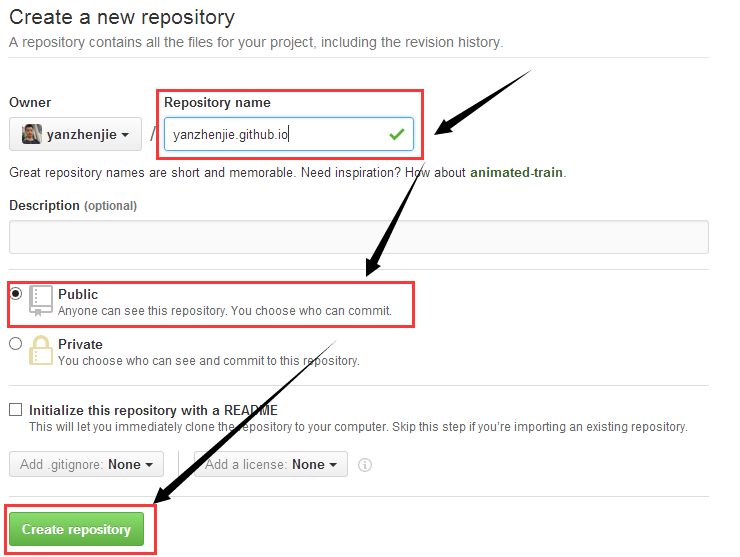 Create a new repository
A repository contains all the files for your project, including the revision history.
Owner
Repository name
yanzhenjie
/
yanzhenjie.github.io
Great repository names are short and memorable. Need inspiration? How about animated-train.
Description (optional)
Public
Anyone can see this repository. You choose who can commit.
Private
You choose who can see and commit to this repository.
Initialize this repository with a README
This will let you immediately clone the repository to your computer. Skip this step if you're importing an existing repository.
Add .gitignore: None
Add a license: None
Create repository